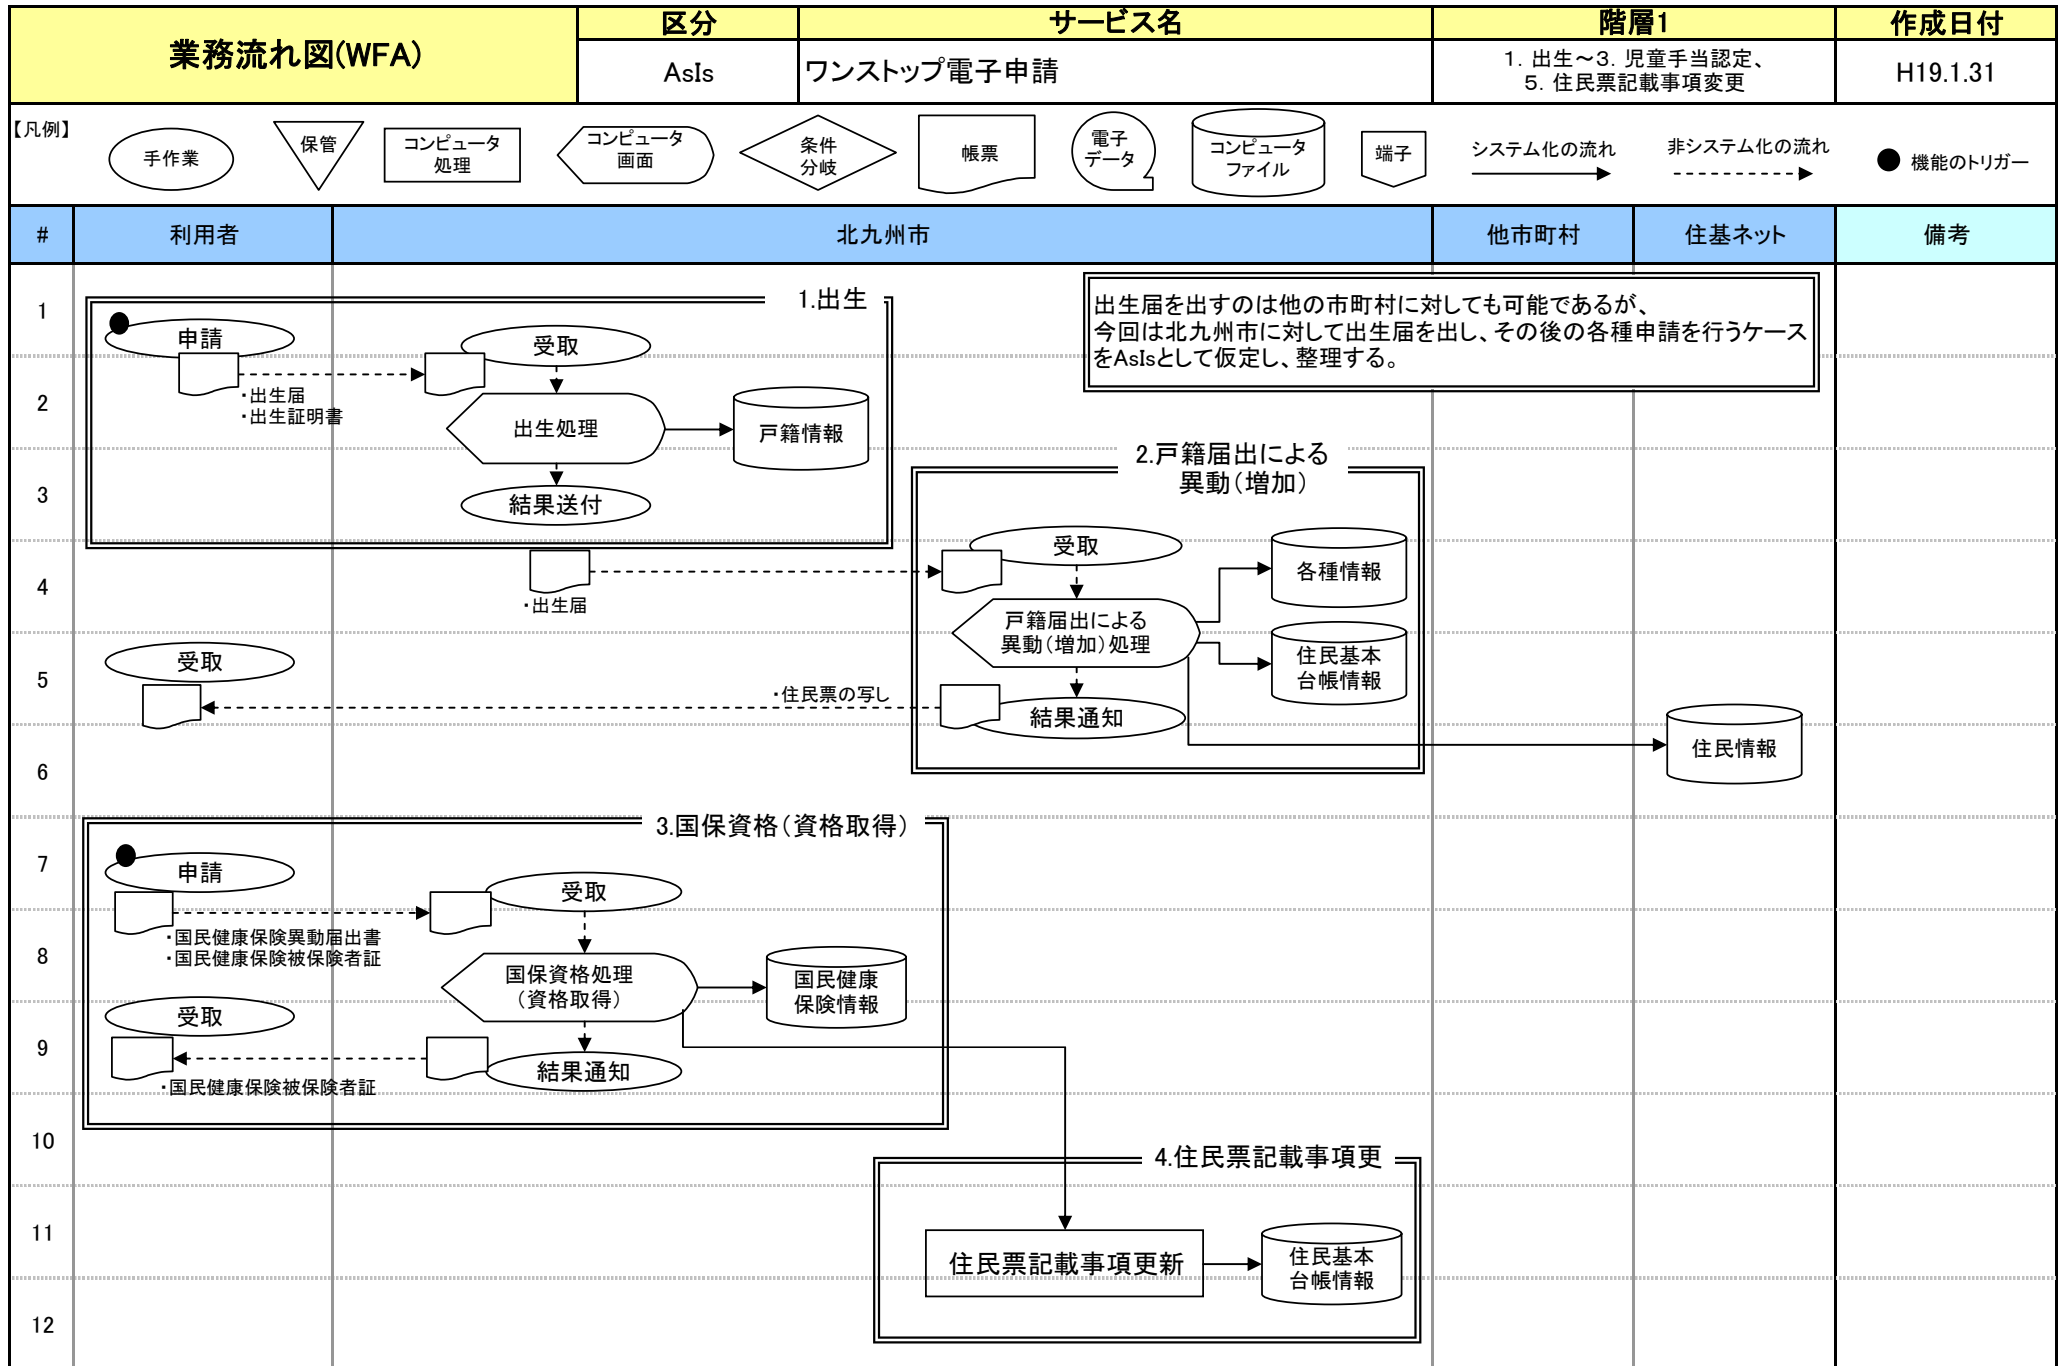 業務流れ図(WFA)
区分
サービス名
階層1
作成日付
AsIs
ワンストップ電子申請
1．出生～3．児童手当認定、
5．住民票記載事項変更
H19.1.31
【凡例】
手作業
保管
コンピュータ
処理
コンピュータ
画面
条件
分岐
帳票
電子
データ
コンピュータ
ファイル
端子
システム化の流れ
非システム化の流れ
機能のトリガー
#
利用者
北九州市
他市町村
住基ネット
備考
1
1.出生
申請
受取
出生届を出すのは他の市町村に対しても可能であるが、
今回は北九州市に対して出生届を出し、その後の各種申請を行うケース
をAsIsとして仮定し、整理する。
2
・出生届
・出生証明書
出生処理
戸籍情報
3
結果送付
2.戸籍届出による
異動（増加）
4
・出生届
受取
各種情報
戸籍届出による
異動（増加）処理
5
受取
住民基本
台帳情報
・住民票の写し
結果通知
6
住民情報
3.国保資格（資格取得）
7
申請
受取
8
・国民健康保険異動届出書
・国民健康保険被保険者証
国保資格処理
（資格取得）
国民健康
保険情報
9
受取
・国民健康保険被保険者証
結果通知
10
4.住民票記載事項更
11
住民票記載事項更新
住民基本
台帳情報
12